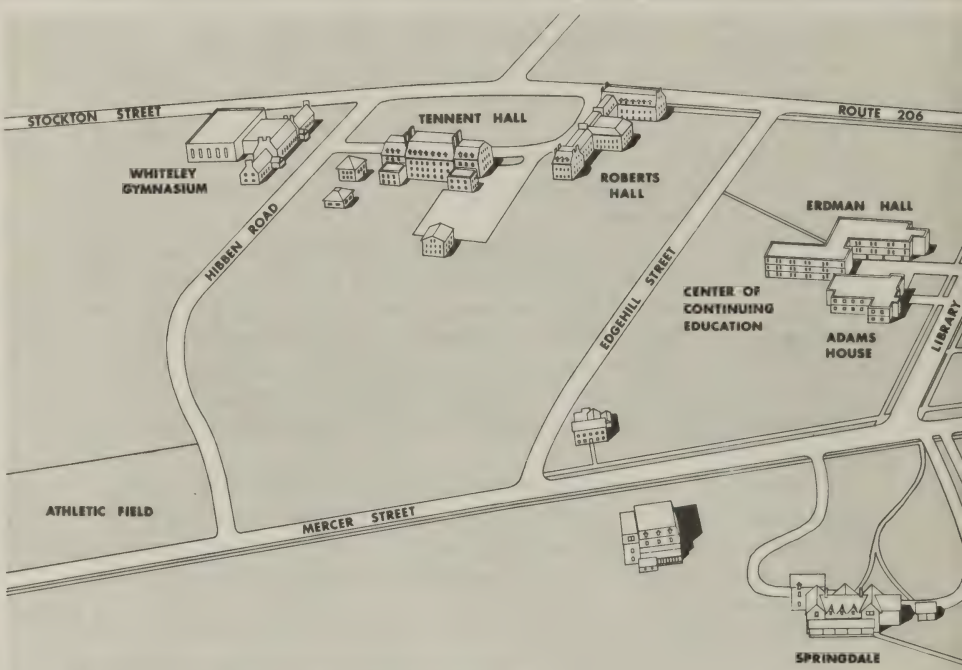 STOCKTON STREET
ROUTE 206
TENNENT HALL
WHITELEY
GYMNASIUM
ROBERTS
HALL
ERDMAN HALL
HIBBEN ROAD
EDGEHILL STREET
CENTER OF
CONTINUING
EDUCATION
ADAMS
HOUSE
LIBRARY
ATHLETIC FIELD
MERCER STREET
SPRINGDALE